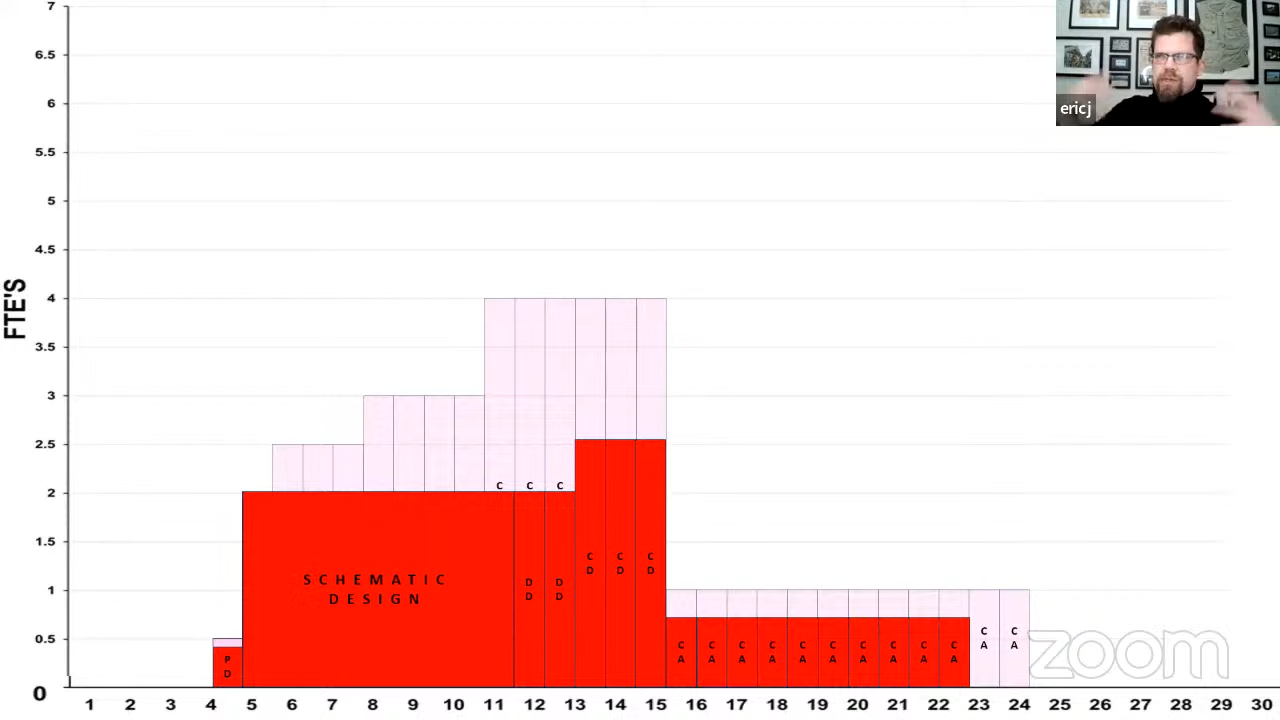 7
6.5
6
5.5
5
4.5
4
3.5
3
2.5
2
1.5
1
0.5
0
FTE'S
ericj
C C C
SCHEMATIC
DESIGN
P
D
D D
D D
C C C
D D D
C C C C C C C C C C
A A A A A A A A A A
C C
A A
zoom
1 2 3 4 5 6 7 8 9 10 11 12 13 14 15 16 17 18 19 20 21 22 23 24 25 26 27 28 29 30